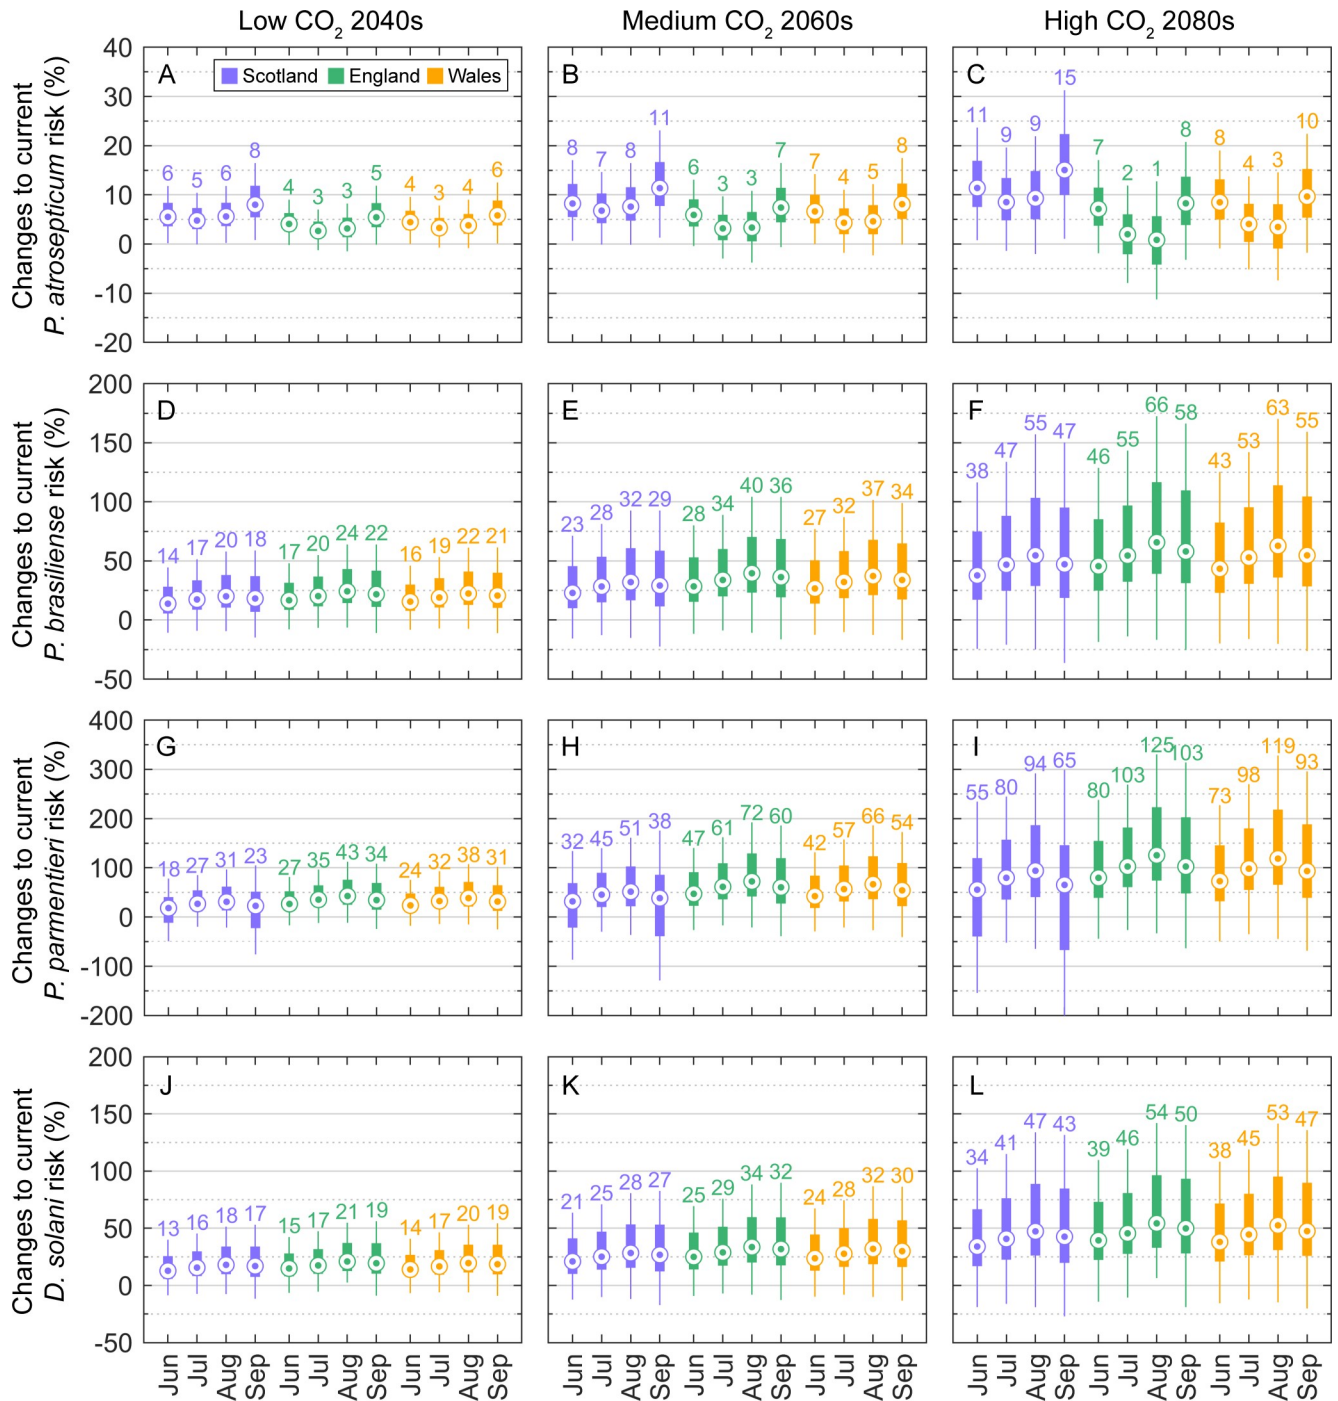 Low CO2 2040s
Medium CO2 2060s
High CO2 2080s
Changes to current
P. atrosepticum risk (%)
40
30
20
10
0
-10
-20
A
Scotland England Wales
6 5 6 8 4 3 3 5 4 3 4 6
B
8 7 8 11 6 3 3 7 7 4 5 8
C
11 9 9 15 7 2 1 8 8 4 3 10
Changes to current
P. brasiliense risk (%)
200
150
100
50
0
-50
D
14 17 20 18 17 20 24 22 16 19 22 21
E
23 28 32 29 28 34 40 36 27 32 37 34
F
38 47 55 47 46 55 66 58 43 53 63 55
Changes to current
P. parmentieri risk (%)
400
300
200
100
0
-100
-200
G
18 27 31 23 27 35 43 34 24 32 38 31
H
32 45 51 38 47 61 72 60 42 57 66 54
I
55 80 94 65 80 103 125 103 73 98 119 93
Changes to current
D. solani risk (%)
200
150
100
50
0
-50
J
13 16 18 17 15 17 21 19 14 17 20 19
K
21 25 28 27 25 29 34 32 24 28 32 30
L
34 41 47 43 39 46 54 50 38 45 53 47
Jun Jul Aug Sep Jun Jul Aug Sep Jun Jul Aug Sep
Jun Jul Aug Sep Jun Jul Aug Sep Jun Jul Aug Sep
Jun Jul Aug Sep Jun Jul Aug Sep Jun Jul Aug Sep